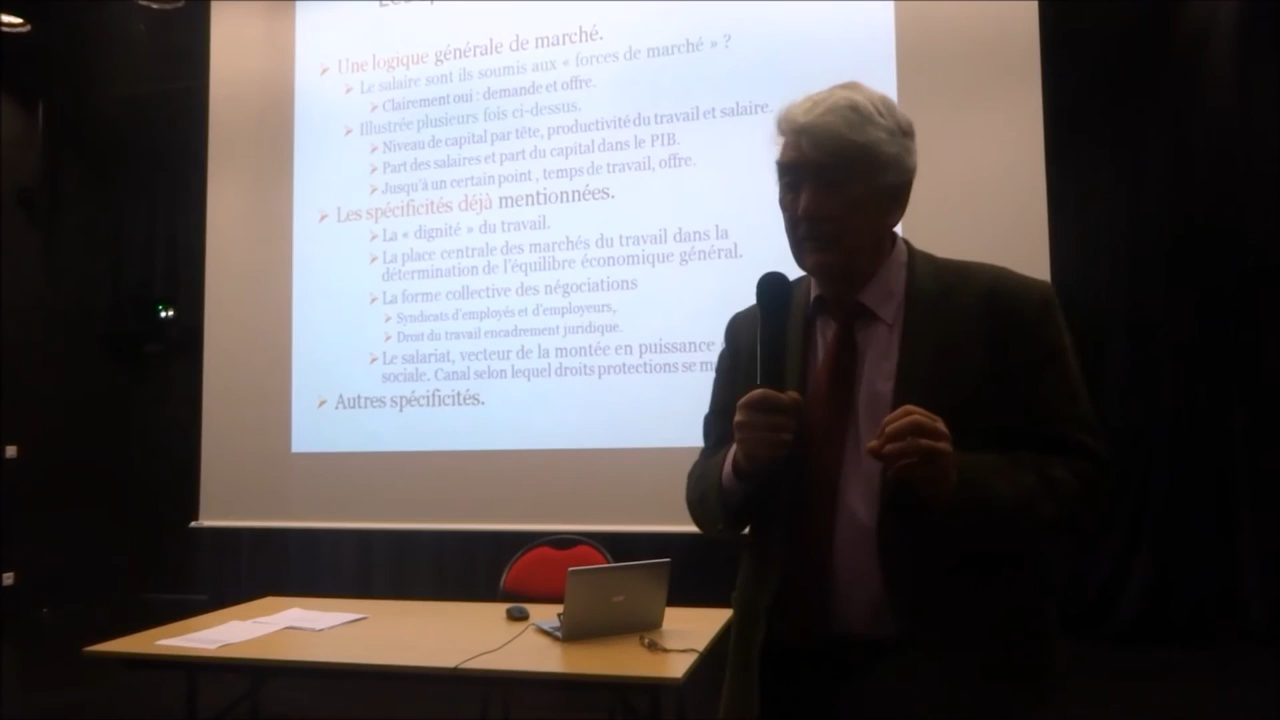 Une logique générale de marché.
Le salaire sont ils soumis aux « forces de marché » ?
Clairement oui : demande et offre.
Illustrée plusieurs fois ci-dessus.
Niveau de capital par tête, productivité du travail et salaire.
Part des salaires et part du capital dans le PIB.
Jusqu'à un certain point , temps de travail, offre.
Les spécificités déjà mentionnées.
La « dignité » du travail.
La place centrale des marchés du travail dans la
détermination de l'équilibre économique général.
La forme collective des négociations
Syndicats d'employés et d'employeurs,
Droit du travail encadrement juridique.
Le salariat, vecteur de la montée en puissance
sociale. Canal selon lequel droits protections se
Autres spécificités.